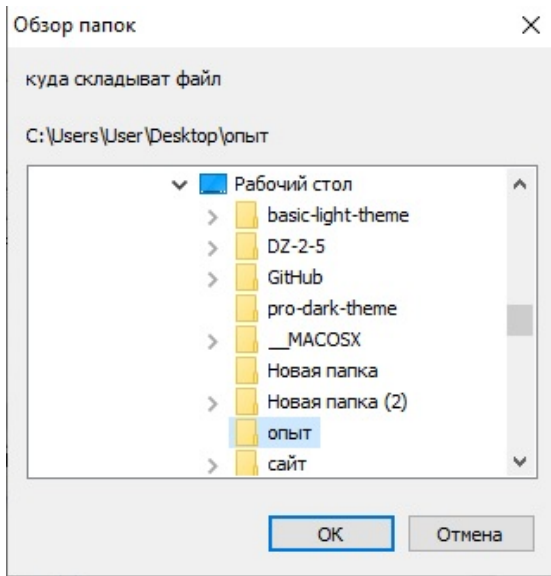 Обзор папок
куда складыват файл
C:\Users\User\Desktop\опыт
Рабочий стол
basic-light-theme
DZ-2-5
GitHub
pro-dark-theme
__MACOSX
Новая папка
Новая папка (2)
опыт
сайт
ОК
Отмена